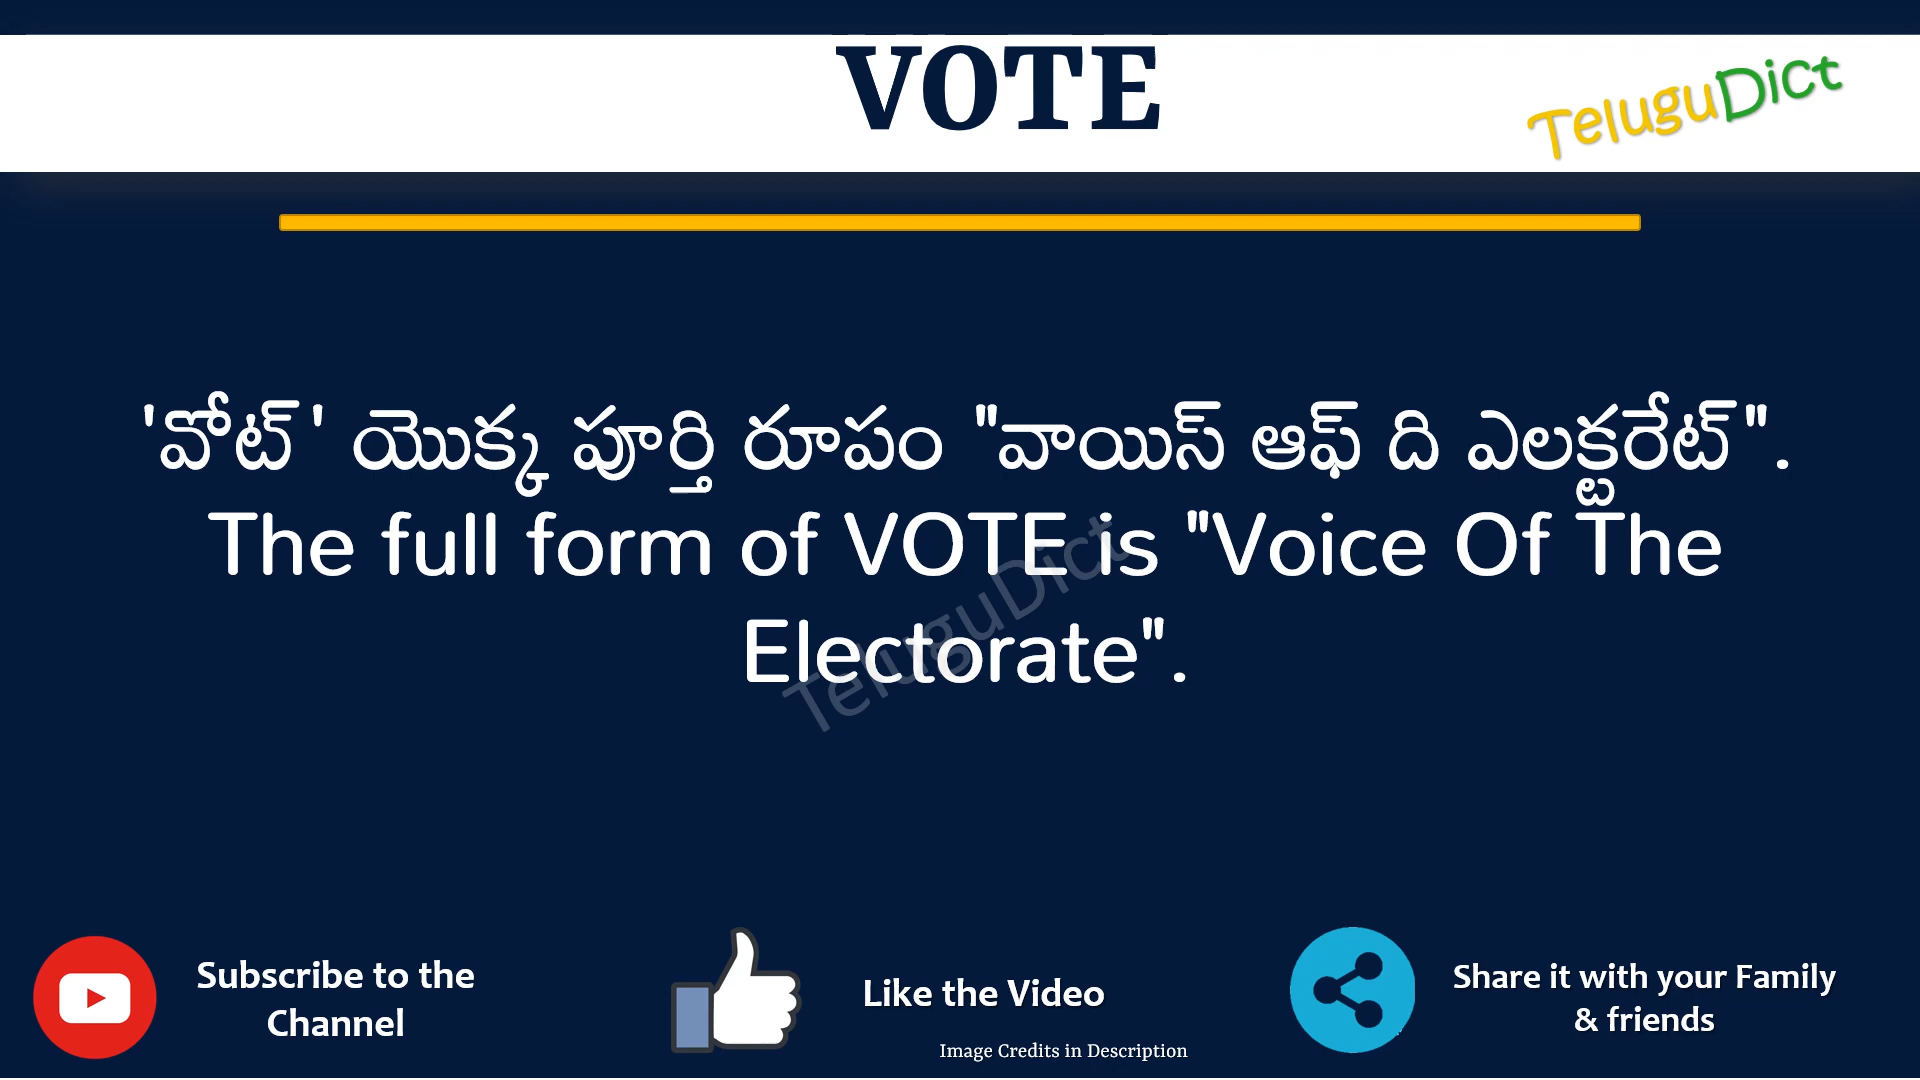 VOTE
TeluguDict
'వోట్' యొక్క పూర్తి రూపం "వాయిస్ ఆఫ్ ది ఎలక్టరేట్".
The full form of VOTE is "Voice Of The
Electorate".
TeluguDict
Subscribe to the
Channel
Like the Video
Share it with your Family
& friends
Image Credits in Description